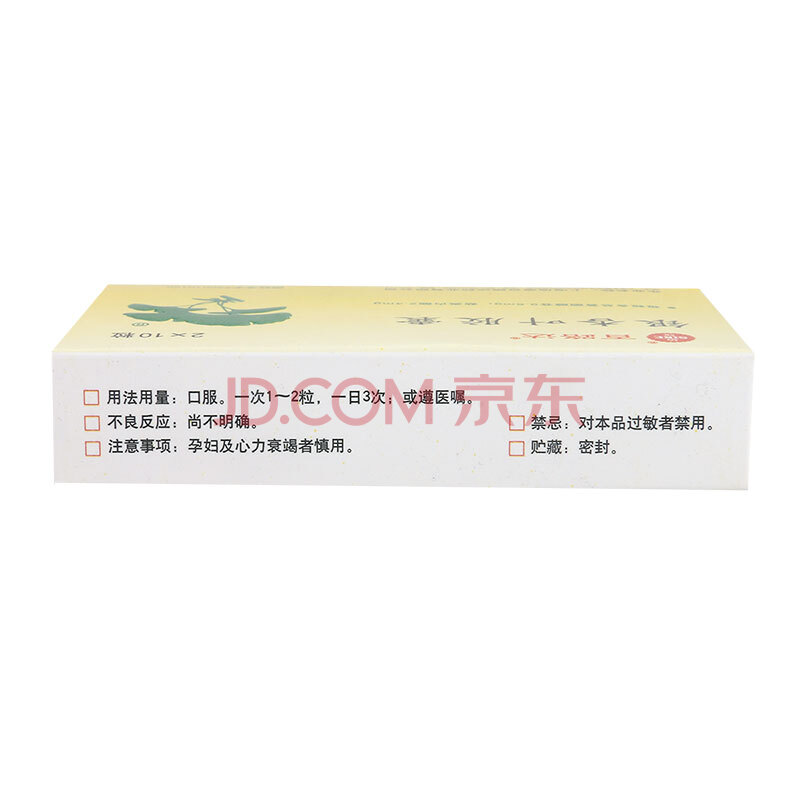 百路达®
银杏叶胶囊
2×10粒
用法用量：口服。一次1～2粒，一日3次；或遵医嘱。
不良反应：尚不明确。
注意事项：孕妇及心力衰竭者慎用。
禁忌：对本品过敏者禁用。
贮藏：密封。
JD.COM 京东